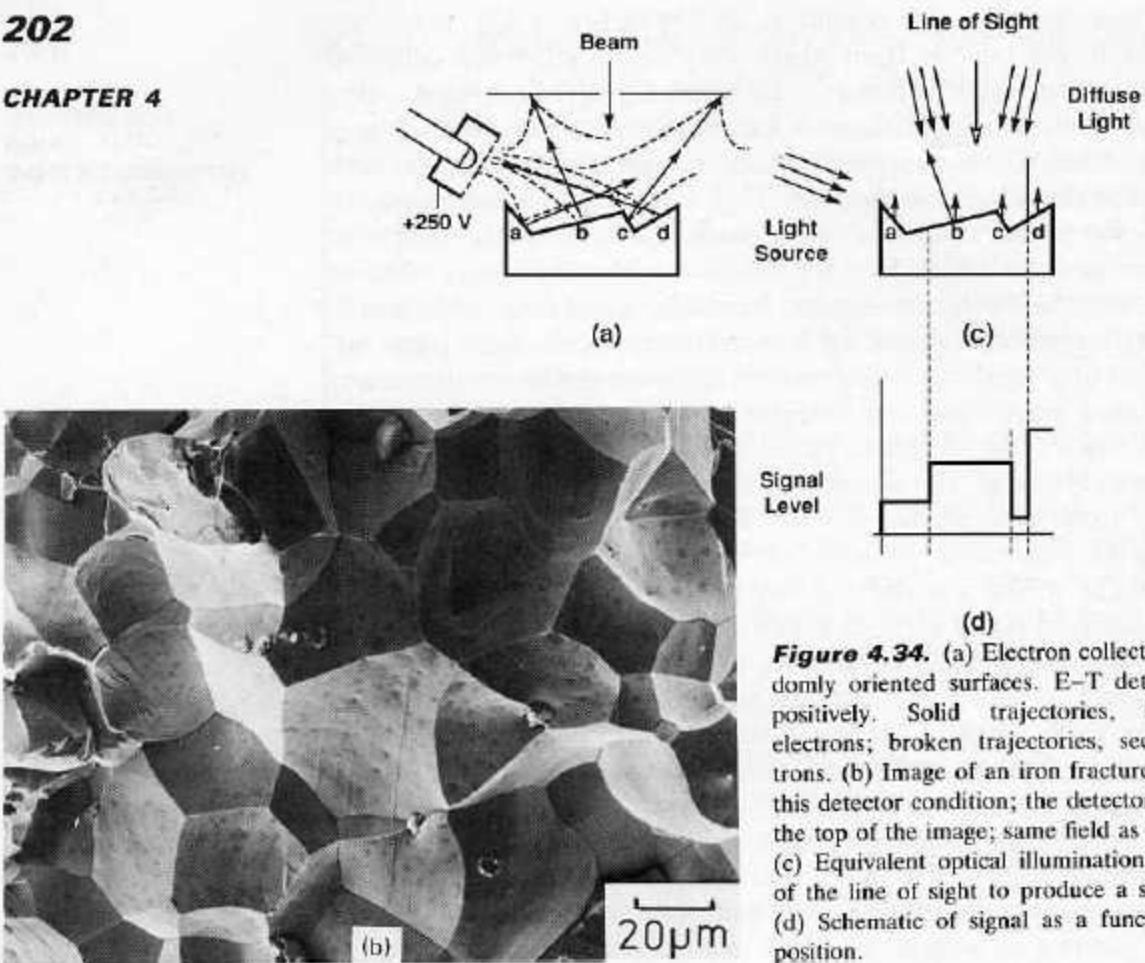 202
CHAPTER 4
Beam
+250 V
a b c d
(a)
Line of Sight
Diffuse
Light
Light
Source
a b c d
(c)
Signal
Level
(d)
(b)
20μm
Figure 4.34. (a) Electron collect
domly oriented surfaces. E–T det
positively. Solid trajectories,
electrons; broken trajectories, sec
trons. (b) Image of an iron fracture
this detector condition; the detector
the top of the image; same field as
(c) Equivalent optical illumination
of the line of sight to produce a s
(d) Schematic of signal as a func
position.